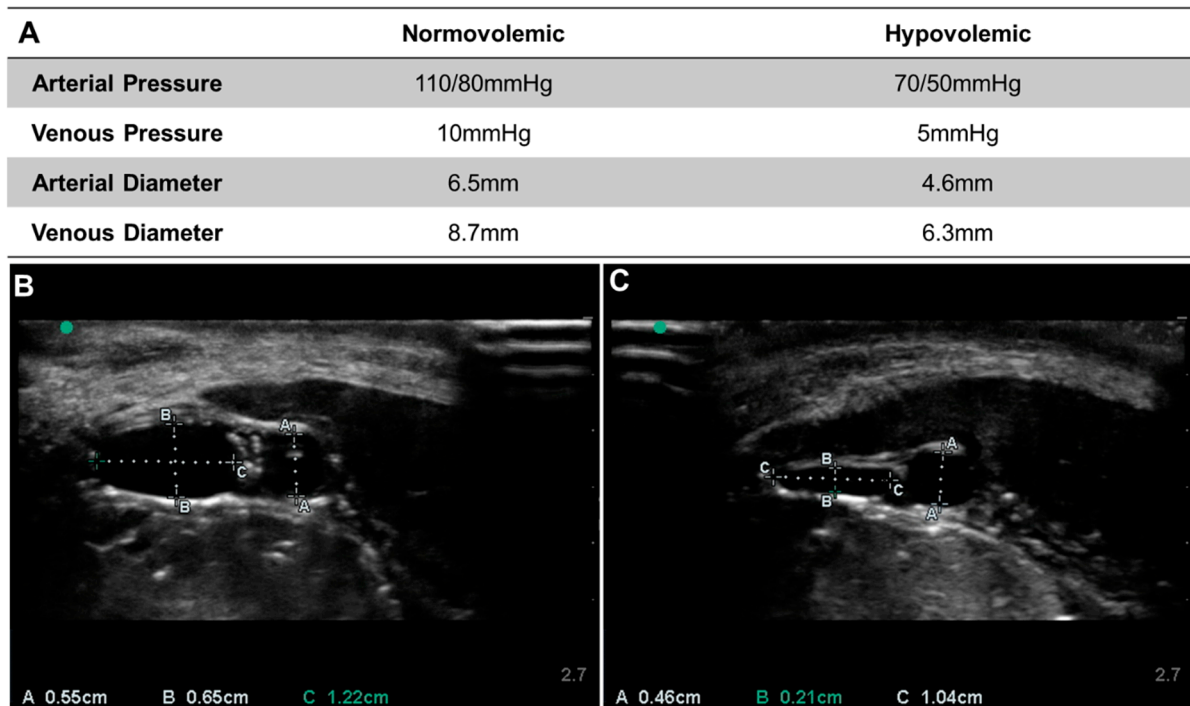 A Normovolemic Hypovolemic
Arterial Pressure 110/80mmHg 70/50mmHg
Venous Pressure 10mmHg 5mmHg
Arterial Diameter 6.5mm 4.6mm
Venous Diameter 8.7mm 6.3mm
B
B
A
C
B
A
2.7
A 0.55cm B 0.65cm C 1.22cm
C
A
B
C
C
B
A
2.7
A 0.46cm B 0.21cm C 1.04cm